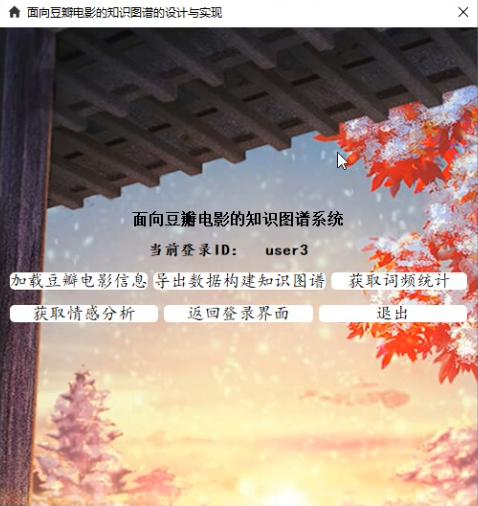 面向豆瓣电影的知识图谱的设计与实现
面向豆瓣电影的知识图谱系统
当前登录ID： user3
加载豆瓣电影信息 导出数据构建知识图谱 获取词频统计
获取情感分析 返回登录界面 退出